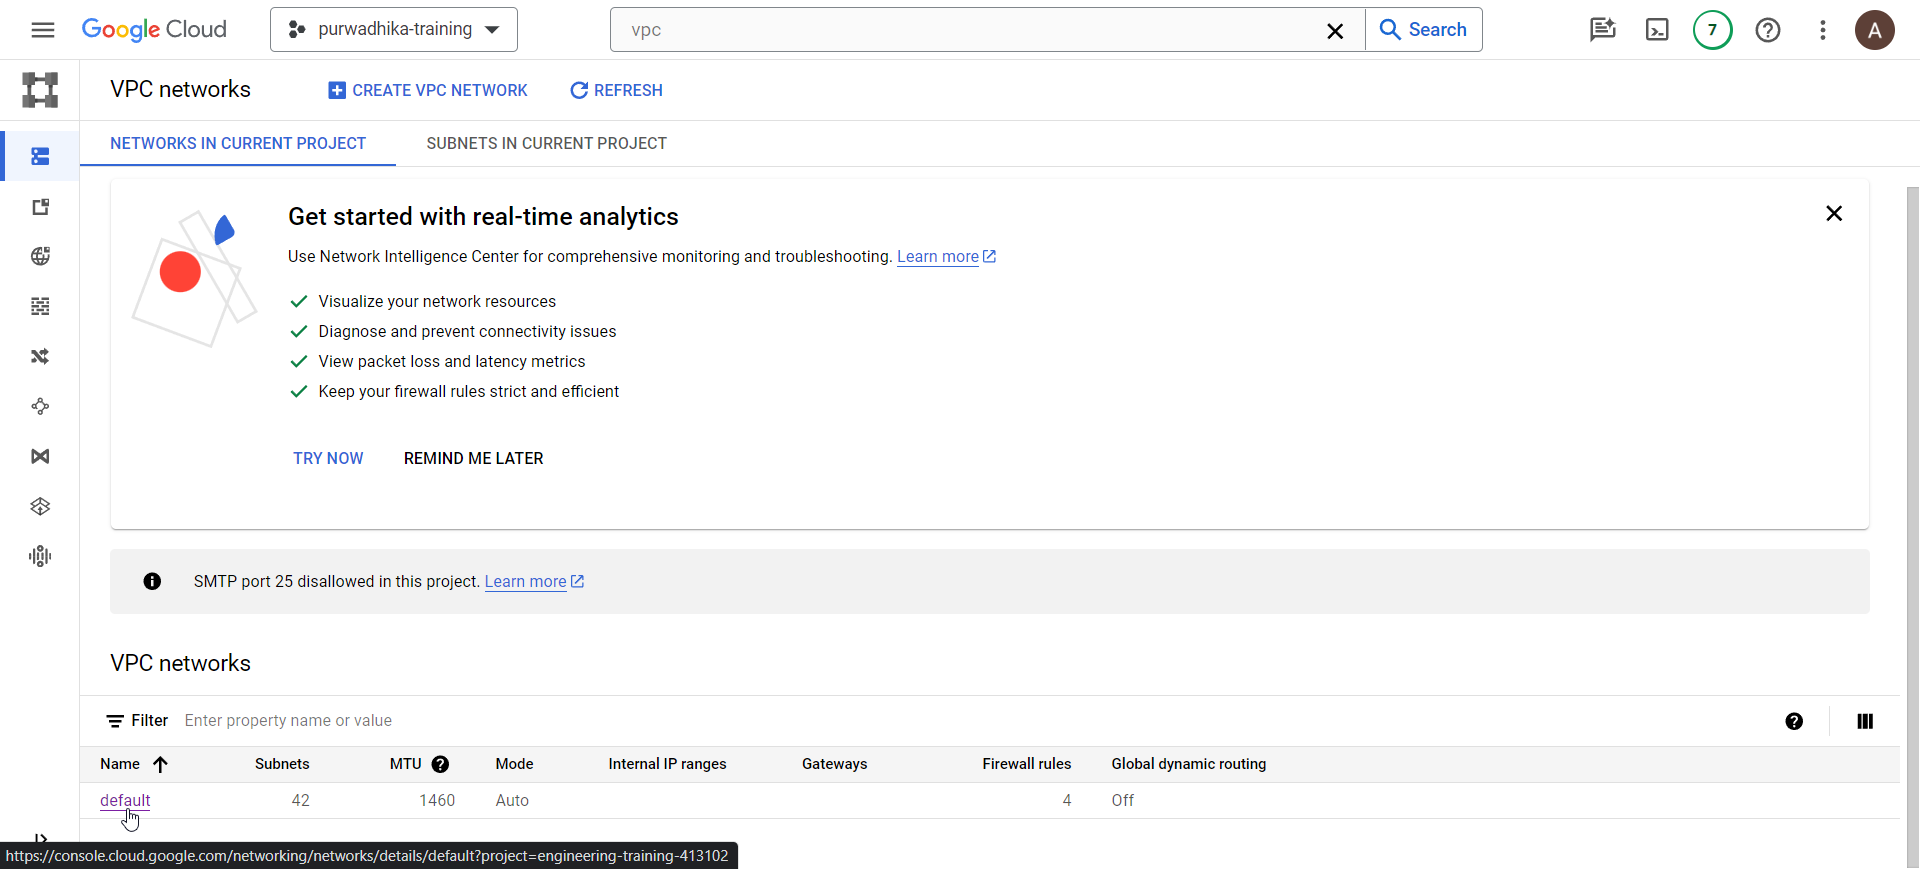 Google Cloud
purwadhika-training
vpc
Search
7
A
VPC networks
CREATE VPC NETWORK
REFRESH
NETWORKS IN CURRENT PROJECT
SUBNETS IN CURRENT PROJECT
Get started with real-time analytics
Use Network Intelligence Center for comprehensive monitoring and troubleshooting. Learn more
Visualize your network resources
Diagnose and prevent connectivity issues
View packet loss and latency metrics
Keep your firewall rules strict and efficient
TRY NOW
REMIND ME LATER
SMTP port 25 disallowed in this project. Learn more
VPC networks
Filter Enter property name or value
Name Subnets MTU Mode Internal IP ranges Gateways Firewall rules Global dynamic routing
default 42 1460 Auto 4 Off
https://console.cloud.google.com/networking/networks/details/default?project=engineering-training-413102